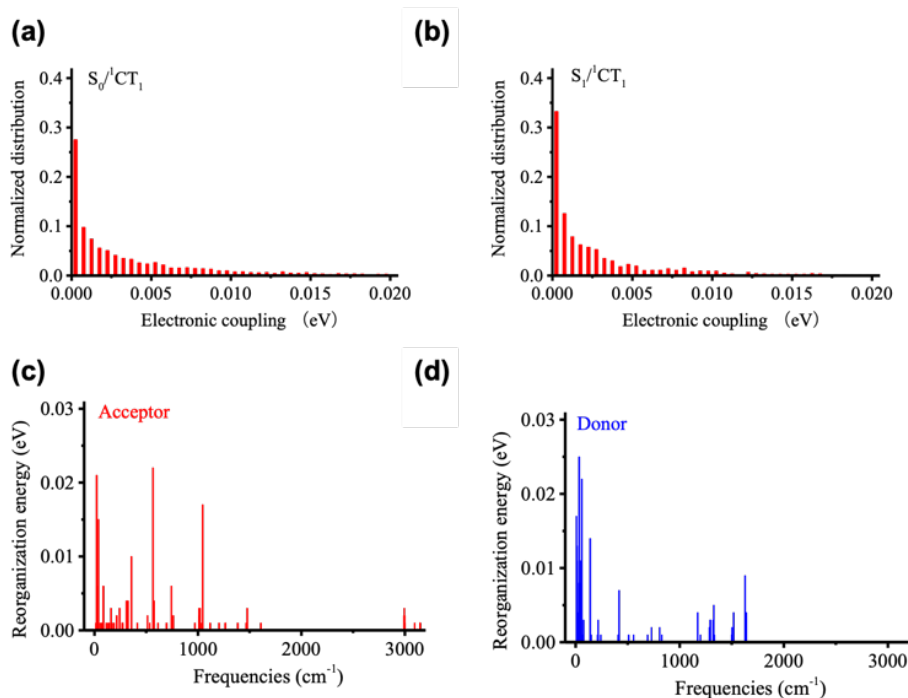 (a)
(b)
S₀/¹CT₁
Normalized distribution
0.4
0.3
0.2
0.1
0.0
0.000 0.005 0.010 0.015 0.020
Electronic coupling （eV）
S₁/¹CT₁
Normalized distribution
0.4
0.3
0.2
0.1
0.0
0.000 0.005 0.010 0.015 0.020
Electronic coupling （eV）
(c)
(d)
Acceptor
Reorganization energy (eV)
0.03
0.02
0.01
0.00
0 1000 2000 3000
Frequencies (cm⁻¹)
Donor
Reorganization energy (eV)
0.03
0.02
0.01
0.00
0 1000 2000 3000
Frequencies (cm⁻¹)